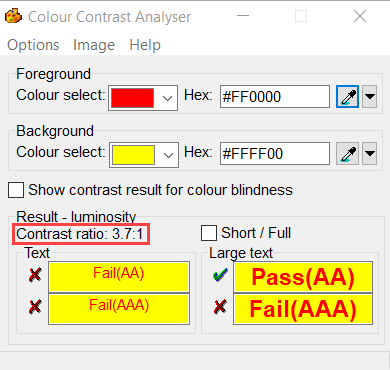 Colour Contrast Analyser
Options Image Help
Foreground
Colour select: Hex: #FF0000
Background
Colour select: Hex: #FFFF00
Show contrast result for colour blindness
Result - luminosity
Contrast ratio: 3.7:1 Short / Full
Text Large text
Fail(AA) Pass(AA)
Fail(AAA) Fail(AAA)